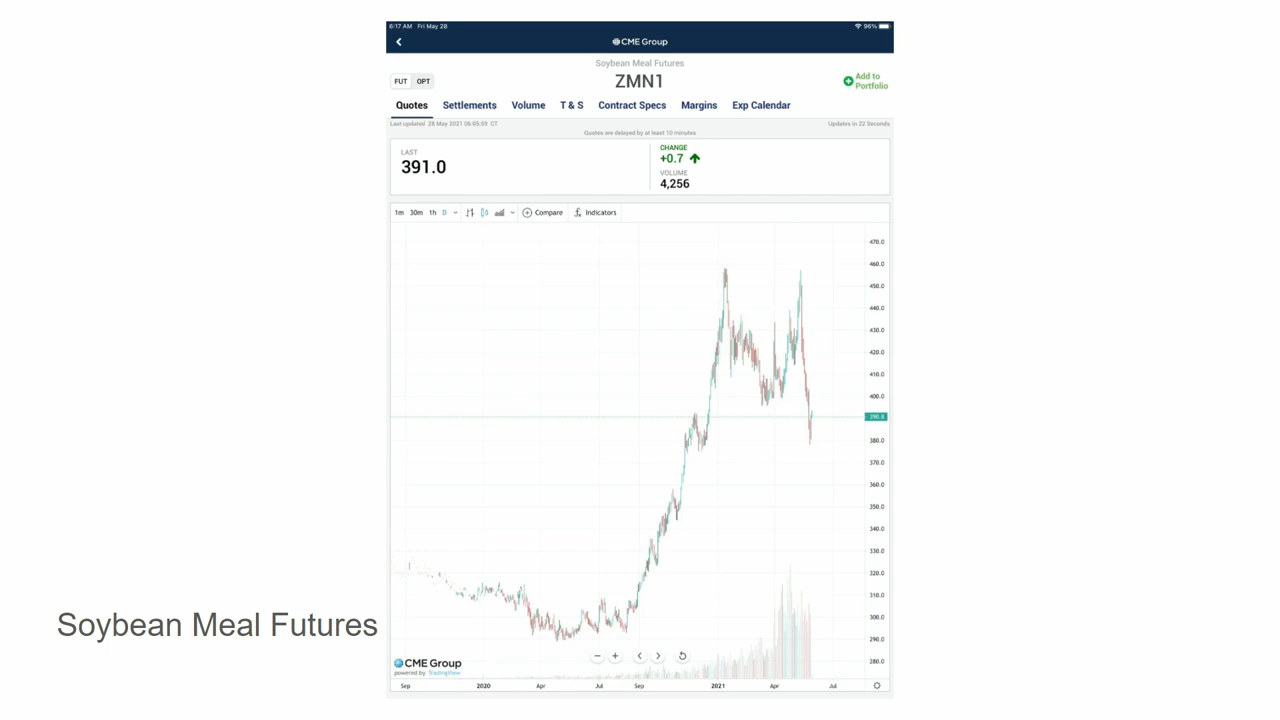 6:17 AM Fri May 28
96%
CME Group
Soybean Meal Futures
FUT OPT
ZMN1
Add to
Portfolio
Quotes Settlements Volume T & S Contract Specs Margins Exp Calendar
Last updated 28 May 2021 06:05:59 CT
Updates in 22 Seconds
Quotes are delayed by at least 10 minutes
LAST
391.0
CHANGE
+0.7
VOLUME
4,256
1m 30m 1h D Compare Indicators
470.0
460.0
450.0
440.0
430.0
420.0
410.0
400.0
390.8
380.0
370.0
360.0
350.0
340.0
330.0
320.0
310.0
300.0
290.0
280.0
Soybean Meal Futures
CME Group
powered by TradingView
Sep 2020 Apr Jul Sep 2021 Apr Jul